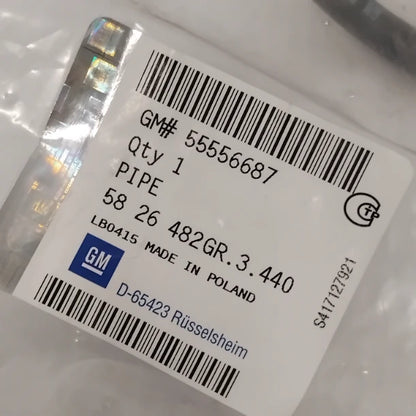 GM# 55556687
Qty 1
PIPE
58 26 482GR.3.440
LB0415 MADE IN POLAND
GM
D-65423 Rüsselsheim
S417127921